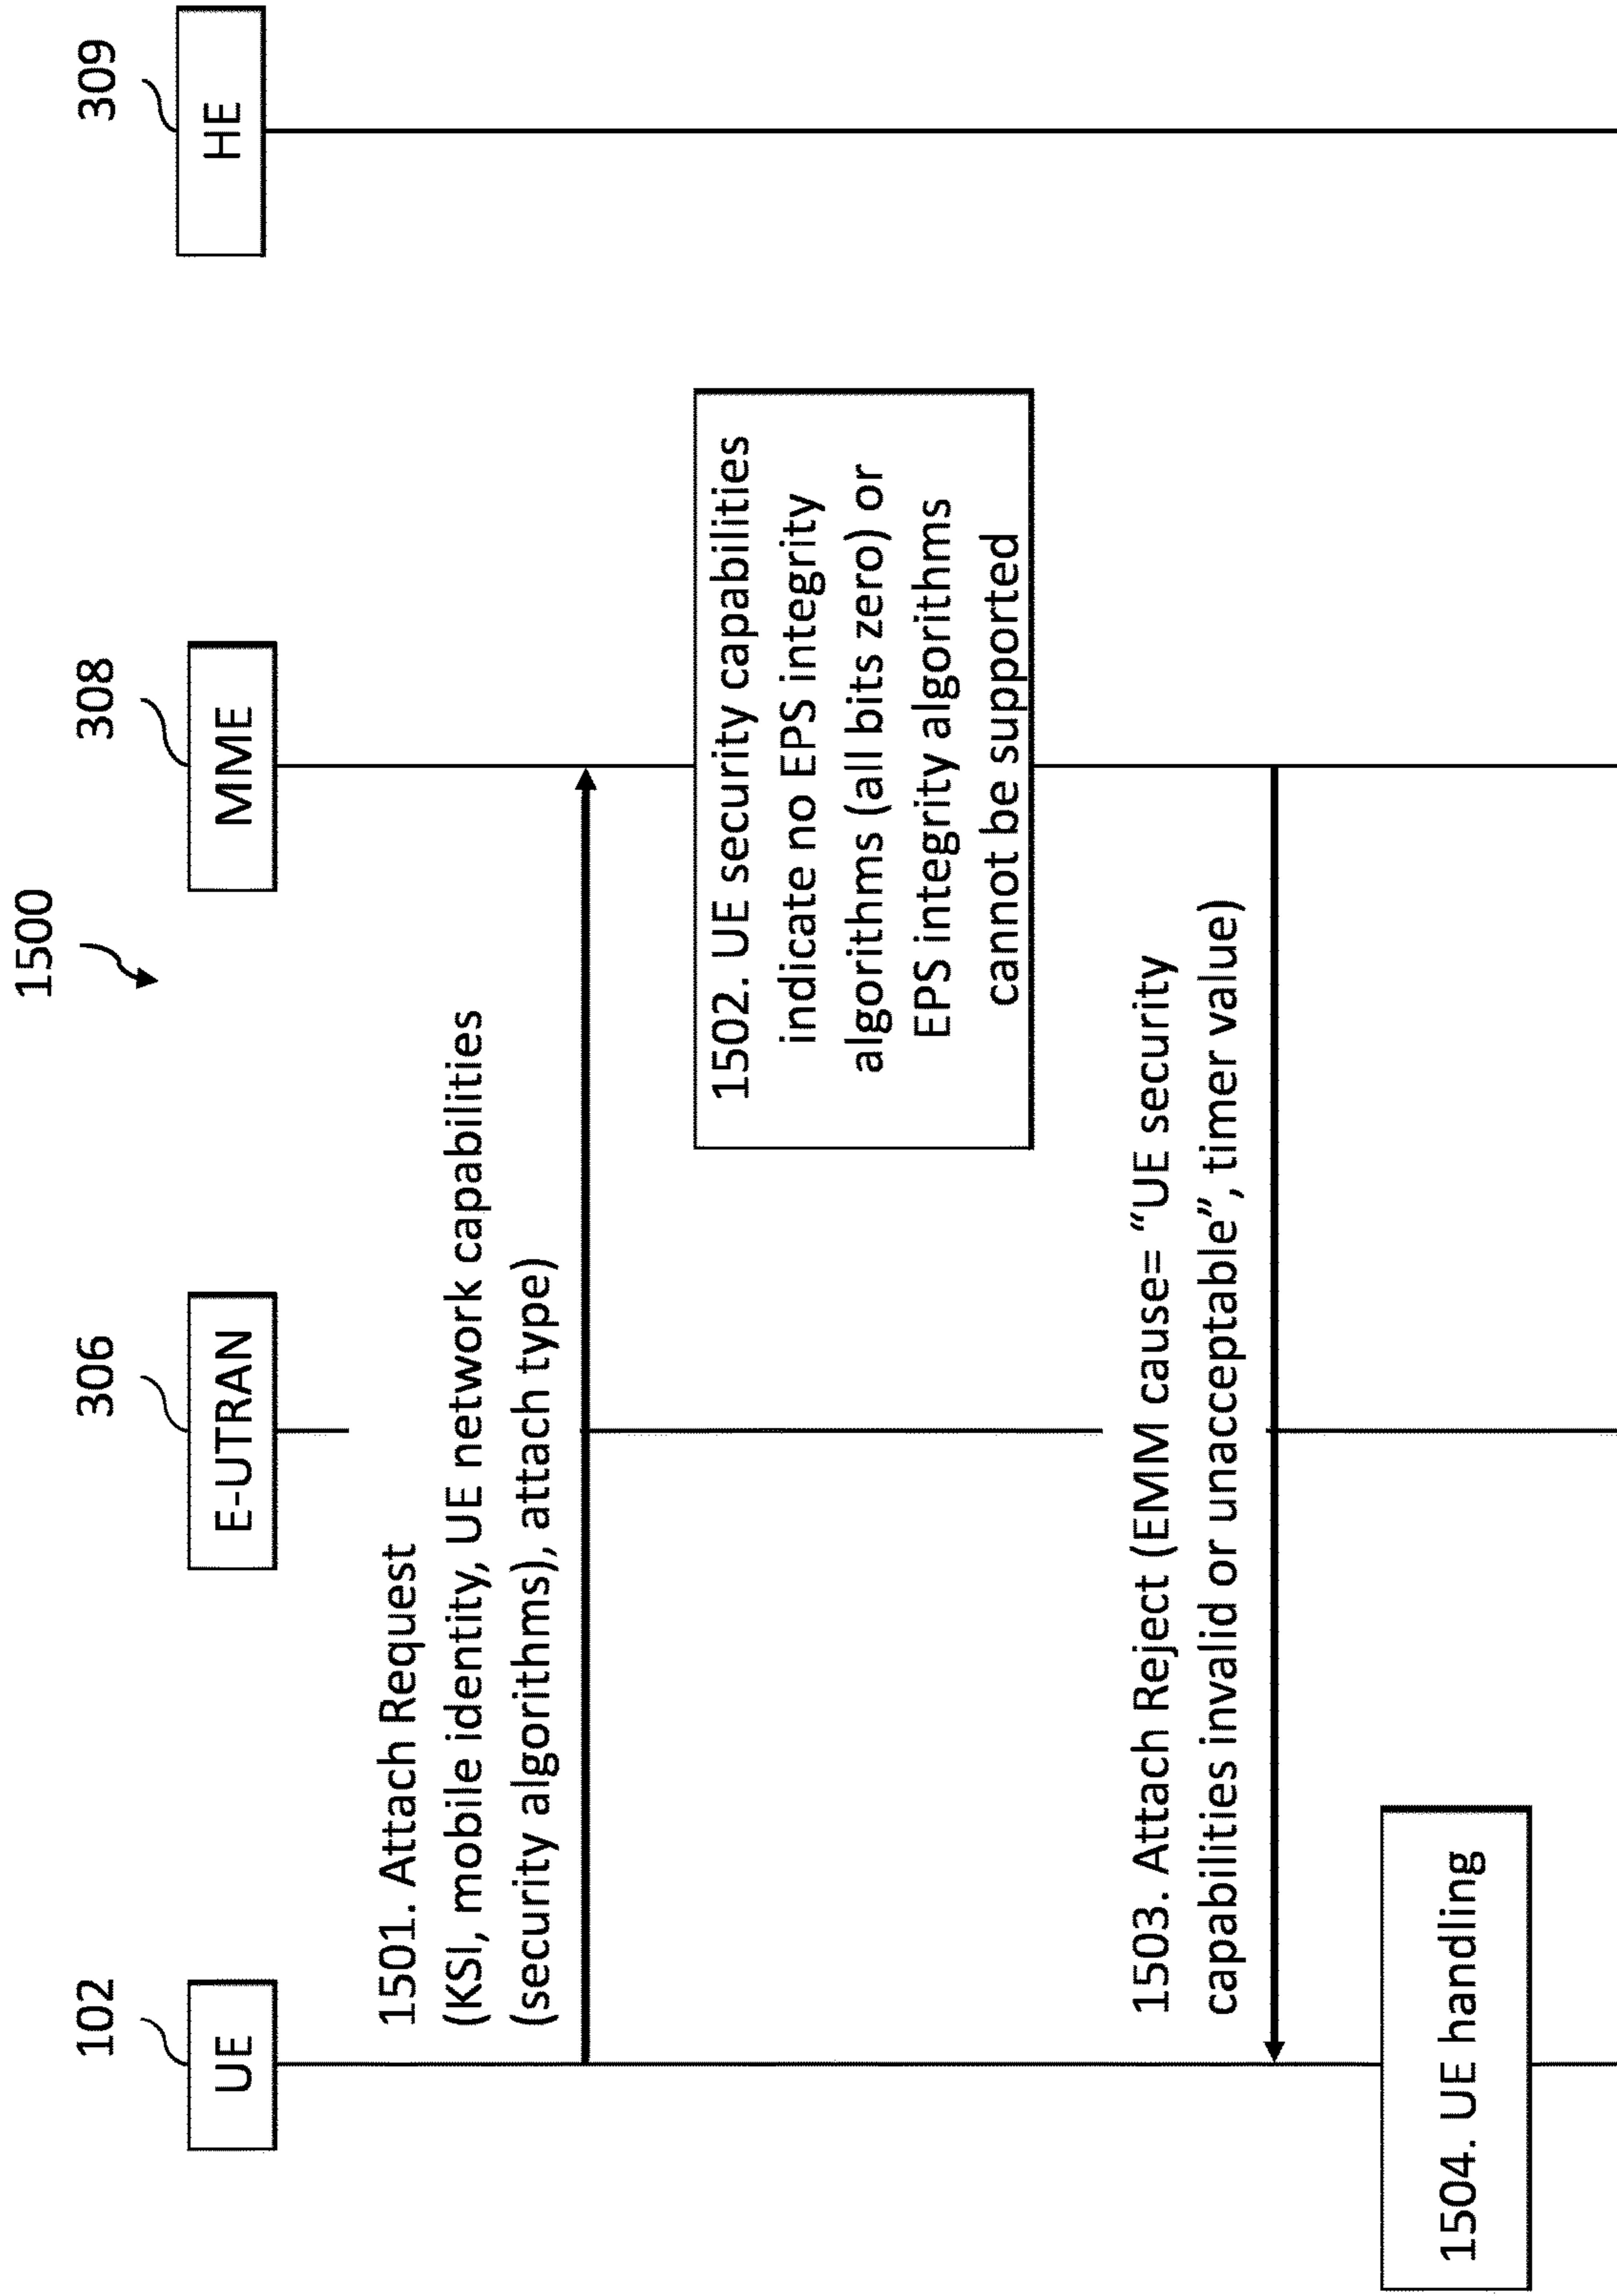 1500
102
306
308
309
UE
E-UTRAN
MME
HE
1501. Attach Request
(KSI, mobile identity, UE network capabilities
(security algorithms), attach type)
1502. UE security capabilities
indicate no EPS integrity
algorithms (all bits zero) or
EPS integrity algorithms
cannot be supported
1503. Attach Reject (EMM cause= “UE security
capabilities invalid or unacceptable”, timer value)
1504. UE handling